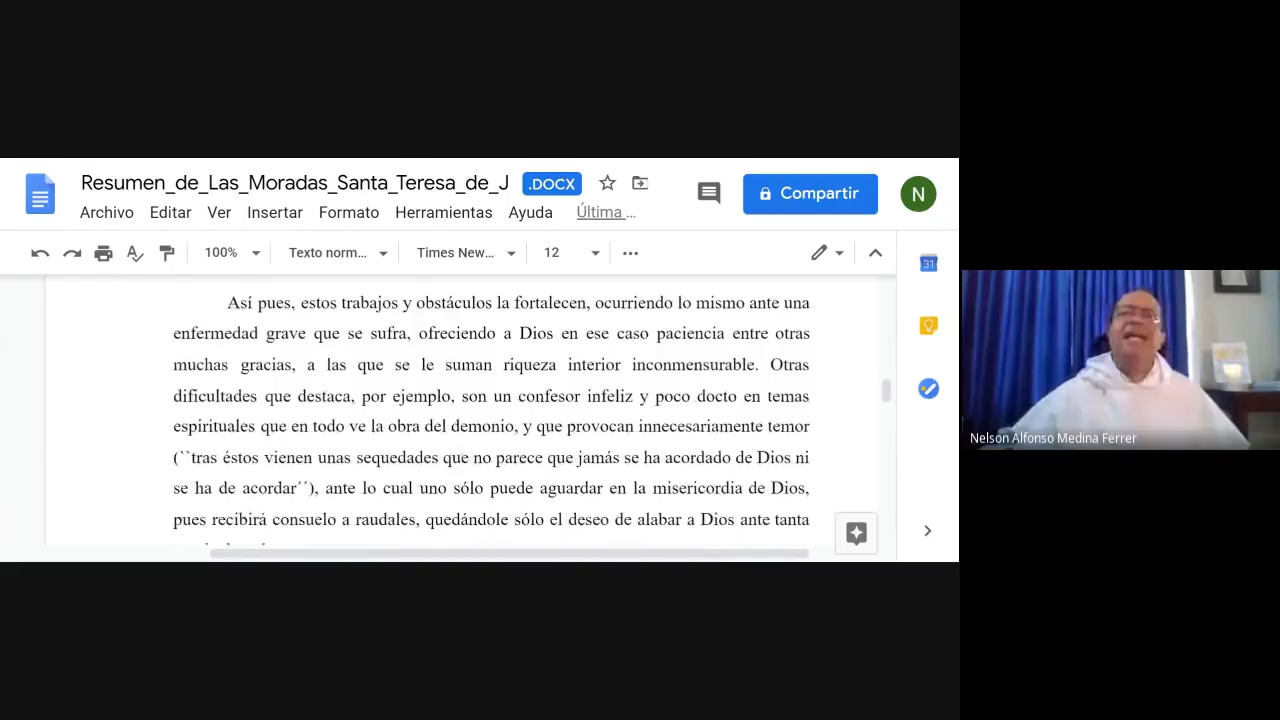 Resumen_de_Las_Moradas_Santa_Teresa_de_J .DOCX
Compartir
N
Archivo Editar Ver Insertar Formato Herramientas Ayuda Última ...
100% Texto norm... Times New... 12
31
Así pues, estos trabajos y obstáculos la fortalecen, ocurriendo lo mismo ante una
enfermedad grave que se sufra, ofreciendo a Dios en ese caso paciencia entre otras
muchas gracias, a las que se le suman riqueza interior inconmensurable. Otras
dificultades que destaca, por ejemplo, son un confesor infeliz y poco docto en temas
espirituales que en todo ve la obra del demonio, y que provocan innecesariamente temor
(``tras éstos vienen unas sequedades que no parece que jamás se ha acordado de Dios ni
se ha de acordar´´), ante lo cual uno sólo puede aguardar en la misericordia de Dios,
pues recibirá consuelo a raudales, quedándole sólo el deseo de alabar a Dios ante tanta
Nelson Alfonso Medina Ferrer